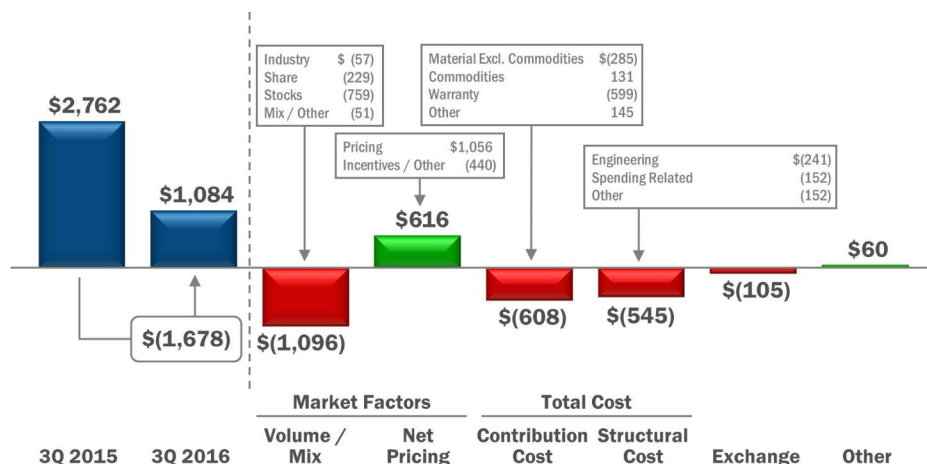 $2,762
$1,084
$(1,678)
Industry $ (57)
Share (229)
Stocks (759)
Mix / Other (51)
Pricing $1,056
Incentives / Other (440)
Material Excl. Commodities $(285)
Commodities 131
Warranty (599)
Other 145
Engineering $(241)
Spending Related (152)
Other (152)
$(1,096)
$616
$(608)
$(545)
$(105)
$60
Market Factors
Total Cost
3Q 2015
3Q 2016
Volume /
Mix
Net
Pricing
Contribution
Cost
Structural
Cost
Exchange
Other